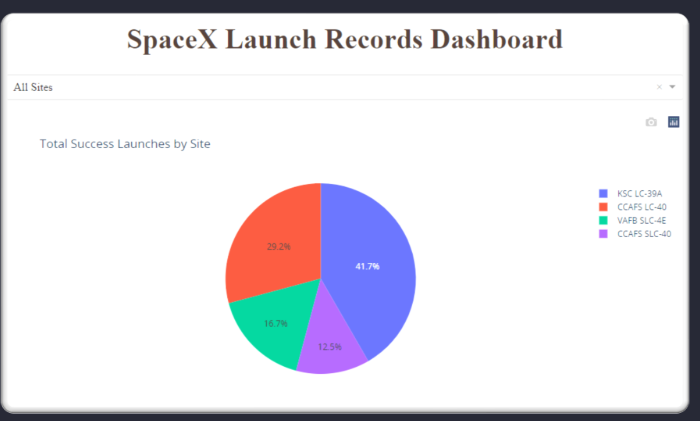 SpaceX Launch Records Dashboard
All Sites
Total Success Launches by Site
KSC LC-39A
CCAFS LC-40
VAFB SLC-4E
CCAFS SLC-40
29.2%
41.7%
16.7%
12.5%